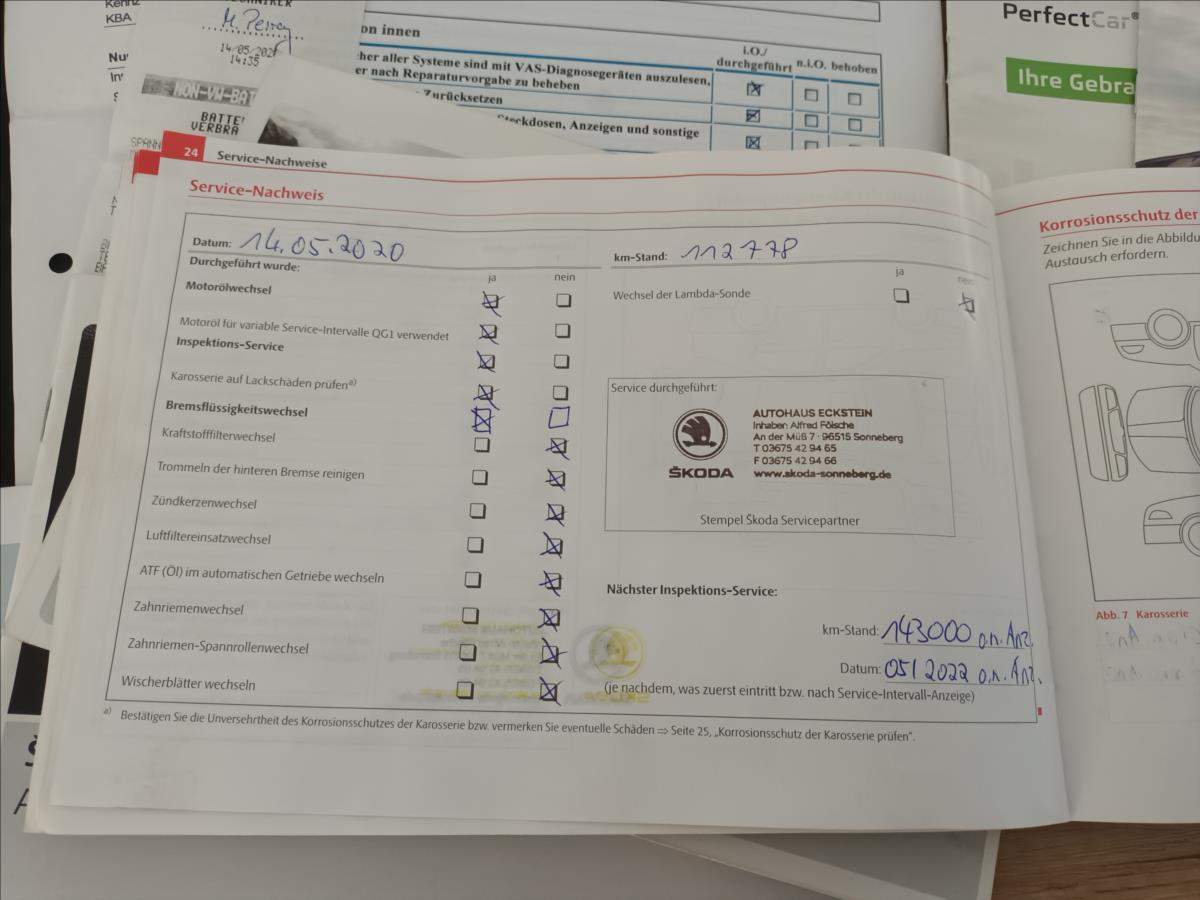 KBA
M. Perey
14/05/2020
14:35
NON-VW-BAT
on innen
i.O./
durchgeführt n.i.O. behoben
her aller Systeme sind mit VAS-Diagnosegeräten auszulesen,
er nach Reparaturvorgabe zu beheben
Zurücksetzen
Steckdosen, Anzeigen und sonstige
PerfectCar®
Ihre Gebra
24 Service-Nachweise
Service-Nachweis
Datum: 14.05.2020
km-Stand: 112778
Durchgeführt wurde:
ja nein
ja nein
Motorölwechsel
Wechsel der Lambda-Sonde
Motoröl für variable Service-Intervalle QG1 verwendet
Inspektions-Service
Karosserie auf Lackschäden prüfen a)
Bremsflüssigkeitswechsel
Kraftstofffilterwechsel
Trommeln der hinteren Bremse reinigen
Zündkerzenwechsel
Luftfiltereinsatzwechsel
ATF (Öl) im automatischen Getriebe wechseln
Zahnriemenwechsel
Zahnriemen-Spannrollenwechsel
Wischerblätter wechseln
Service durchgeführt:
ŠKODA
AUTOHAUS ECKSTEIN
Inhaber: Alfred Fölsche
An der Müß 7 · 96515 Sonneberg
T 03675 42 94 65
F 03675 42 94 66
www.skoda-sonneberg.de
Stempel Škoda Servicepartner
Nächster Inspektions-Service:
km-Stand: 143000 o.n. Anz.
Datum: 05/2022 o.n. Anz.
(je nachdem, was zuerst eintritt bzw. nach Service-Intervall-Anzeige)
a) Bestätigen Sie die Unversehrtheit des Korrosionsschutzes der Karosserie bzw. vermerken Sie eventuelle Schäden ⇒ Seite 25, „Korrosionsschutz der Karosserie prüfen“.
Korrosionsschutz der
Zeichnen Sie in die Abbildu
Austausch erfordern.
Abb. 7 Karosserie